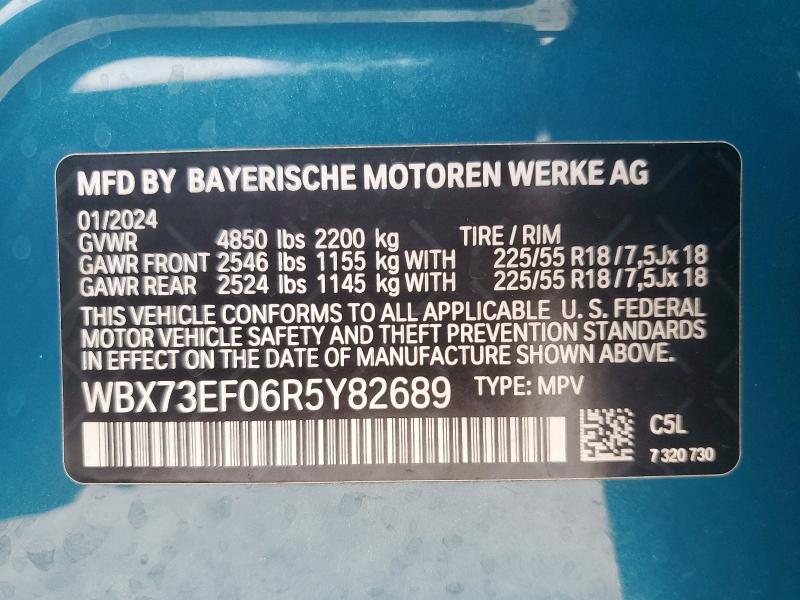 MFD BY BAYERISCHE MOTOREN WERKE AG
01/2024
GVWR 4850 lbs 2200 kg TIRE / RIM
GAWR FRONT 2546 lbs 1155 kg WITH 225/55 R18 / 7,5Jx 18
GAWR REAR 2524 lbs 1145 kg WITH 225/55 R18 / 7,5Jx 18
THIS VEHICLE CONFORMS TO ALL APPLICABLE U. S. FEDERAL
MOTOR VEHICLE SAFETY AND THEFT PREVENTION STANDARDS
IN EFFECT ON THE DATE OF MANUFACTURE SHOWN ABOVE.
WBX73EF06R5Y82689 TYPE: MPV
C5L
7 320 730